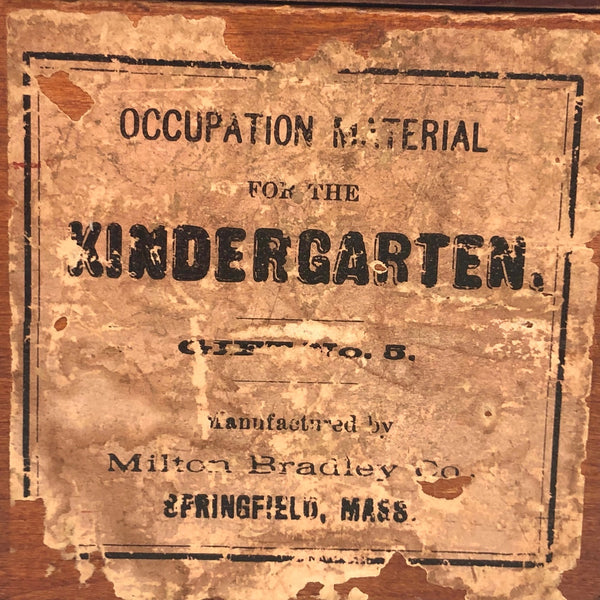 OCCUPATION MATERIAL
FOR THE
KINDERGARTEN.
GIFT No. 5.
Manufactured by
Milton Bradley Co.
SPRINGFIELD, MASS.